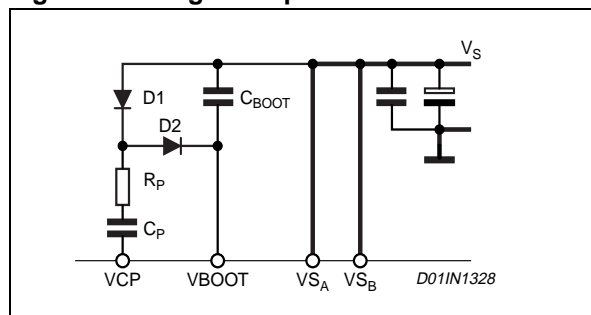 V_S
D1
C_BOOT
D2
R_P
C_P
VCP VBOOT VS_A VS_B D01IN1328